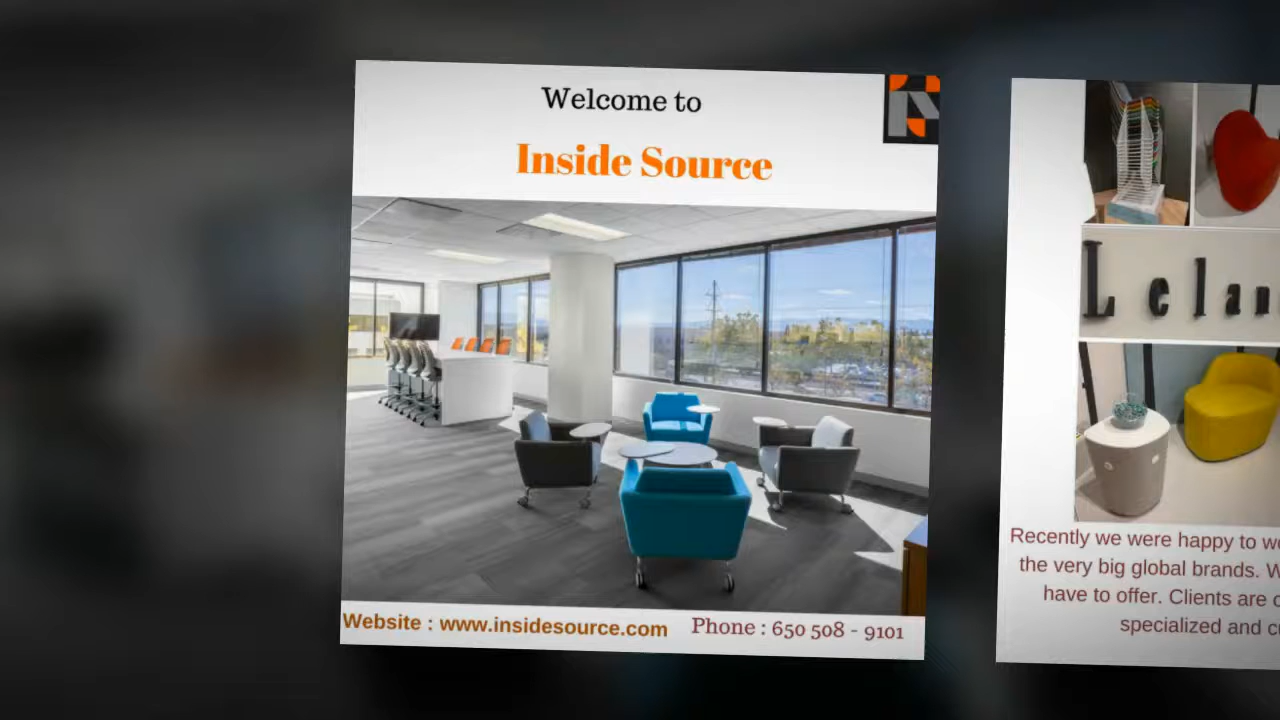 Welcome to
Inside Source
Website : www.insidesource.com
Phone : 650 508 - 9101
Recently we were happy to
the very big global brands.
have to offer. Clients are
specialized and